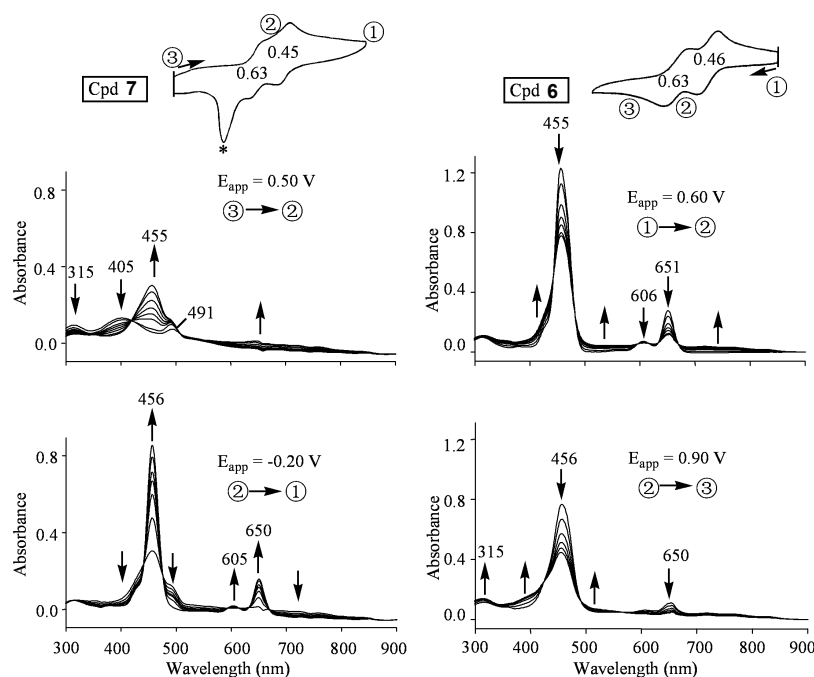 ② ① ③ 0.45 0.63 Cpd 7 *
0.46 0.63 ① ② ③ Cpd 6
Absorbance
0.8
0.4
0.0
315 405 455 491
E_app = 0.50 V
③ → ②
Absorbance
1.2
0.8
0.4
0
455 606 651
E_app = 0.60 V
① → ②
Absorbance
0.8
0.4
0.0
456 605 650
E_app = -0.20 V
② → ①
300 400 500 600 700 800 900
Wavelength (nm)
Absorbance
1.2
0.8
0.4
0
315 456 650
E_app = 0.90 V
② → ③
300 400 500 600 700 800 900
Wavelength (nm)